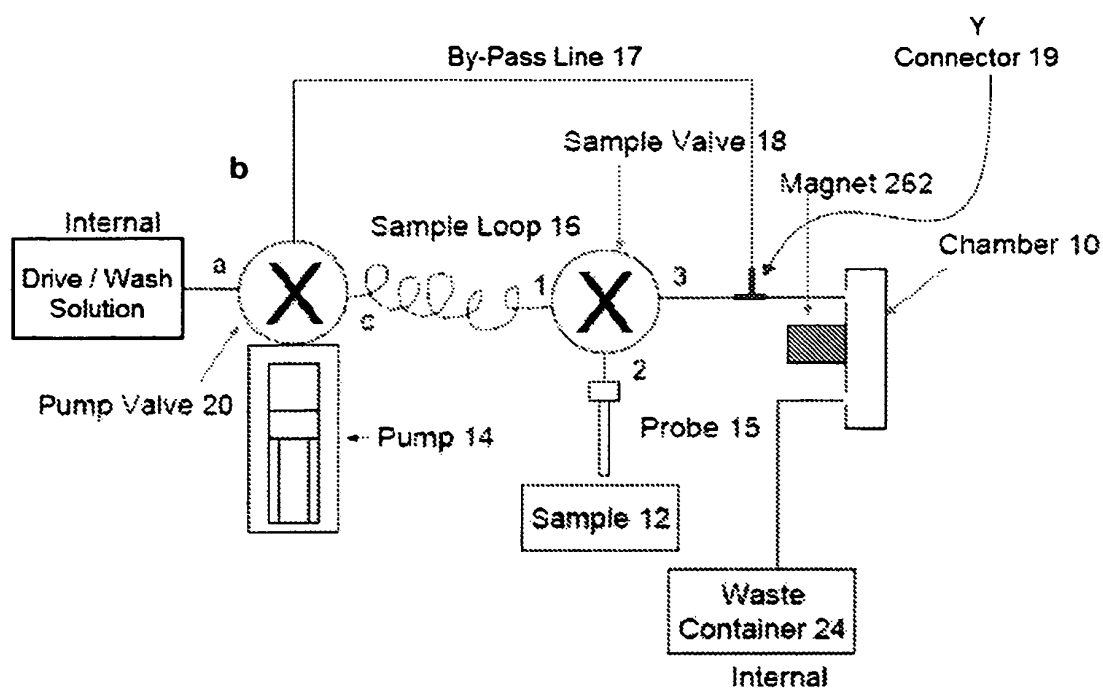 Y
Connector 19
By-Pass Line 17
Sample Valve 18
b
Magnet 262
Internal
Sample Loop 16
Chamber 10
Drive / Wash
Solution
a
c
1
3
2
Pump Valve 20
Pump 14
Probe 15
Sample 12
Waste
Container 24
Internal